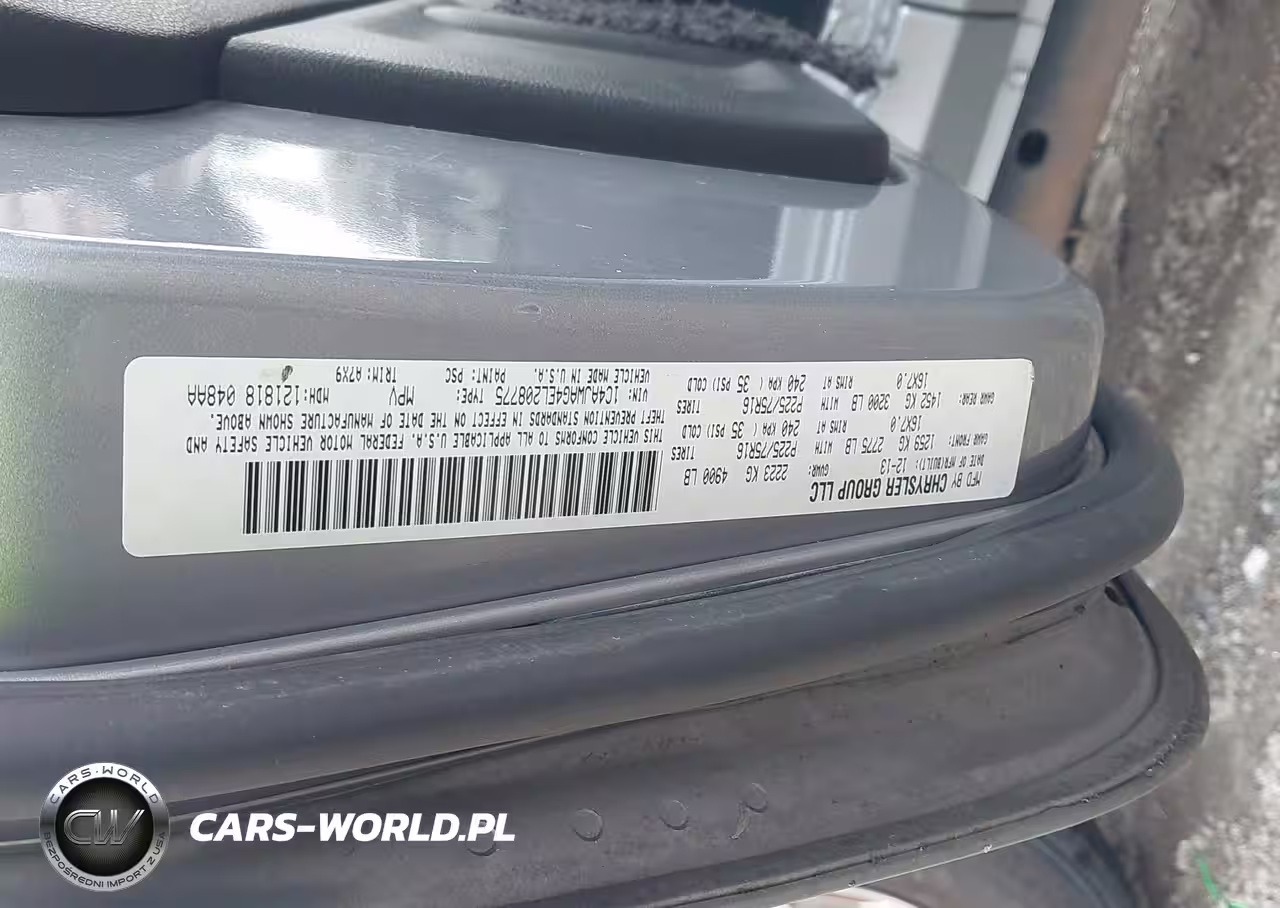 MFD BY CHRYSLER GROUP LLC
DATE OF MFR(BUILT): 12-13 GVWR: 2223 KG 4900 LB
GAWR FRONT: 1259 KG 2775 LB WITH P225/75R16 TIRES
16X7.0 RIMS AT 240 KPA ( 35 PSI) COLD
GAWR REAR: 1452 KG 3200 LB WITH P225/75R16 TIRES
16X7.0 RIMS AT 240 KPA ( 35 PSI) COLD
THIS VEHICLE CONFORMS TO ALL APPLICABLE U.S.A. FEDERAL MOTOR VEHICLE SAFETY AND
THEFT PREVENTION STANDARDS IN EFFECT ON THE DATE OF MANUFACTURE SHOWN ABOVE.
VIN: 1C4AJWAG4EL208775 TYPE: MPV MDH: 121818 048AA
VEHICLE MADE IN U.S.A. PAINT: PSC TRIM: A7X9
CARS-WORLD
CW
BEZPOŚREDNI IMPORT Z USA
CARS-WORLD.PL